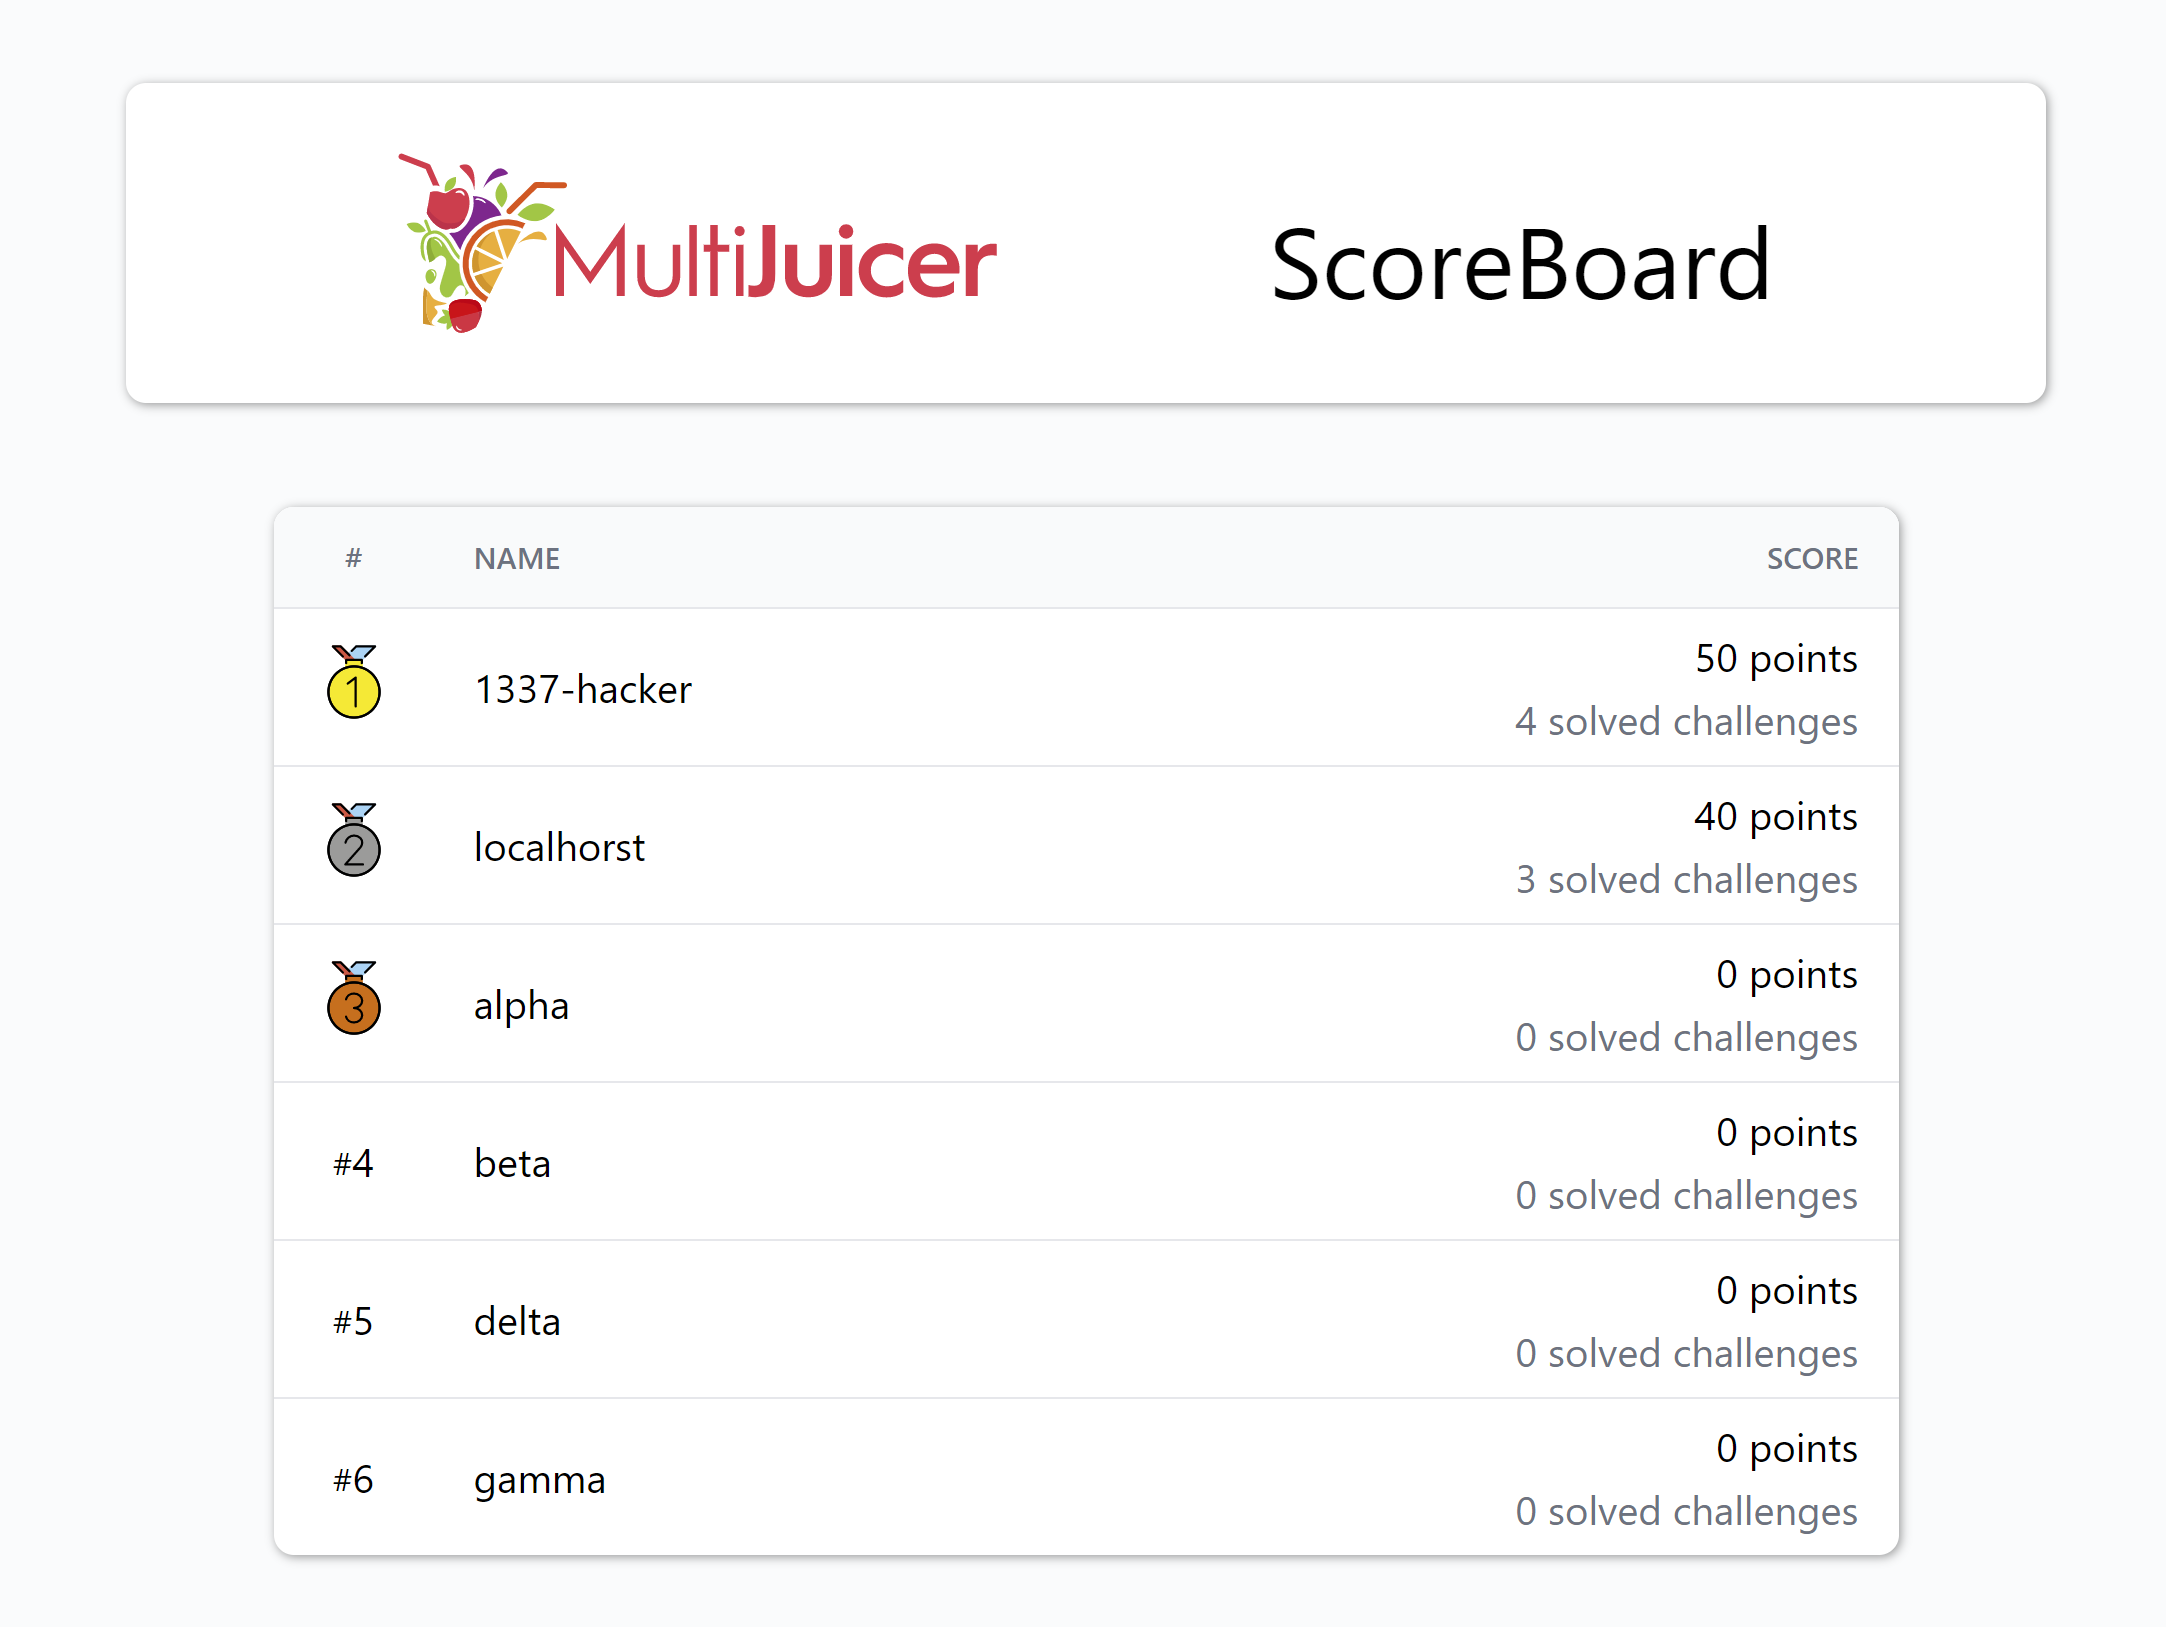 MultiJuicer
ScoreBoard
# NAME SCORE
1 1337-hacker 50 points
4 solved challenges
2 localhorst 40 points
3 solved challenges
3 alpha 0 points
0 solved challenges
#4 beta 0 points
0 solved challenges
#5 delta 0 points
0 solved challenges
#6 gamma 0 points
0 solved challenges